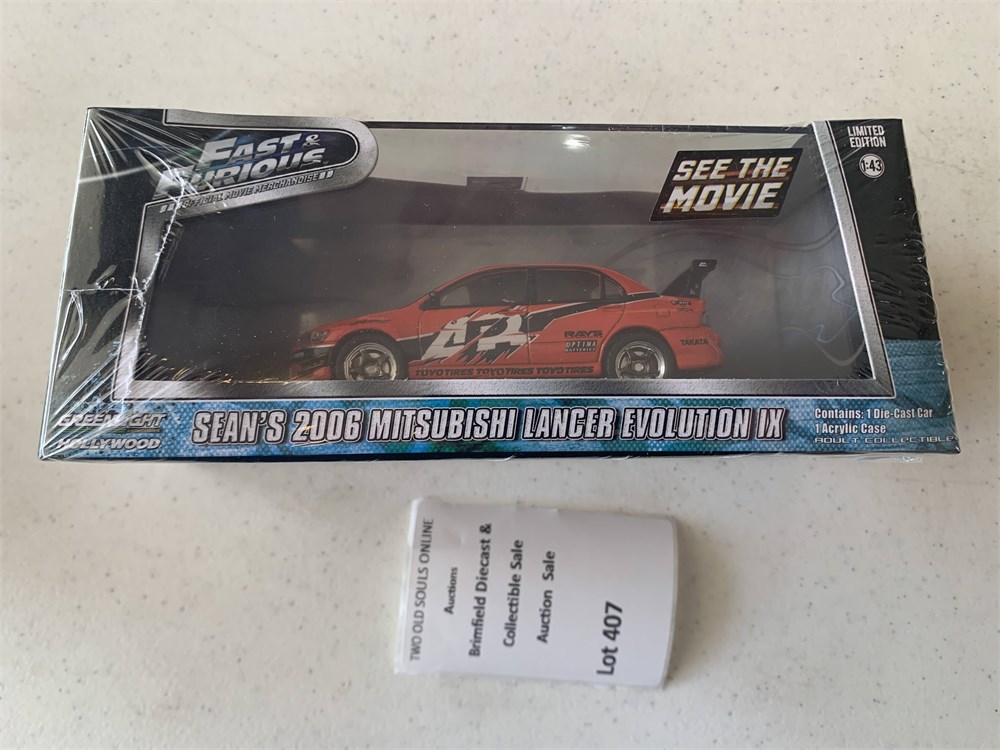 FAST &
FURIOUS
OFFICIAL MOVIE MERCHANDISE
SEE THE
MOVIE
LIMITED
EDITION
1:43
APR
RAYS
OPTIMA
BATTERIES
TAKATA
TOYO TIRES TOYO TIRES TOYO TIRES
GREENLIGHT
HOLLYWOOD
SEAN'S 2006 MITSUBISHI LANCER EVOLUTION IX
Contains: 1 Die-Cast Car
1 Acrylic Case
ADULT COLLECTIBLE
TWO OLD SOULS ONLINE
Auctions
Brimfield Diecast &
Collectible Sale
Auction Sale
Lot 407